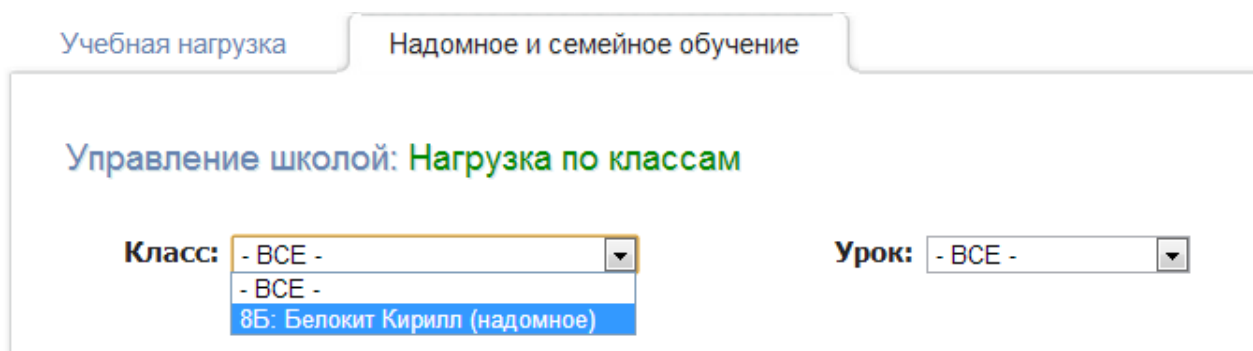 Учебная нагрузка Надомное и семейное обучение
Управление школой: Нагрузка по классам
Класс: - ВСЕ - Урок: - ВСЕ -
- ВСЕ -
8Б: Белокит Кирилл (надомное)